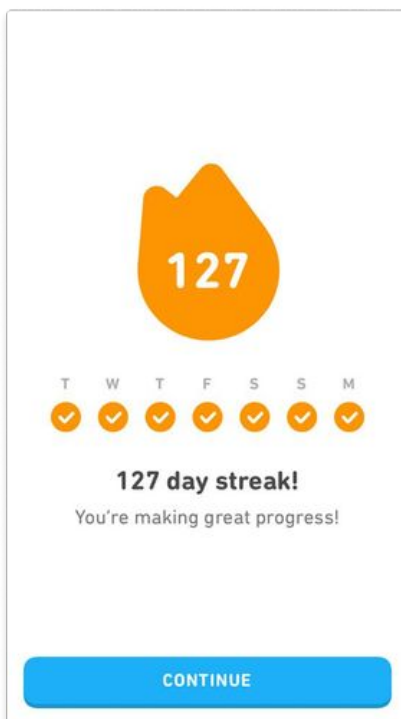 127
T W T F S S M
127 day streak!
You're making great progress!
CONTINUE